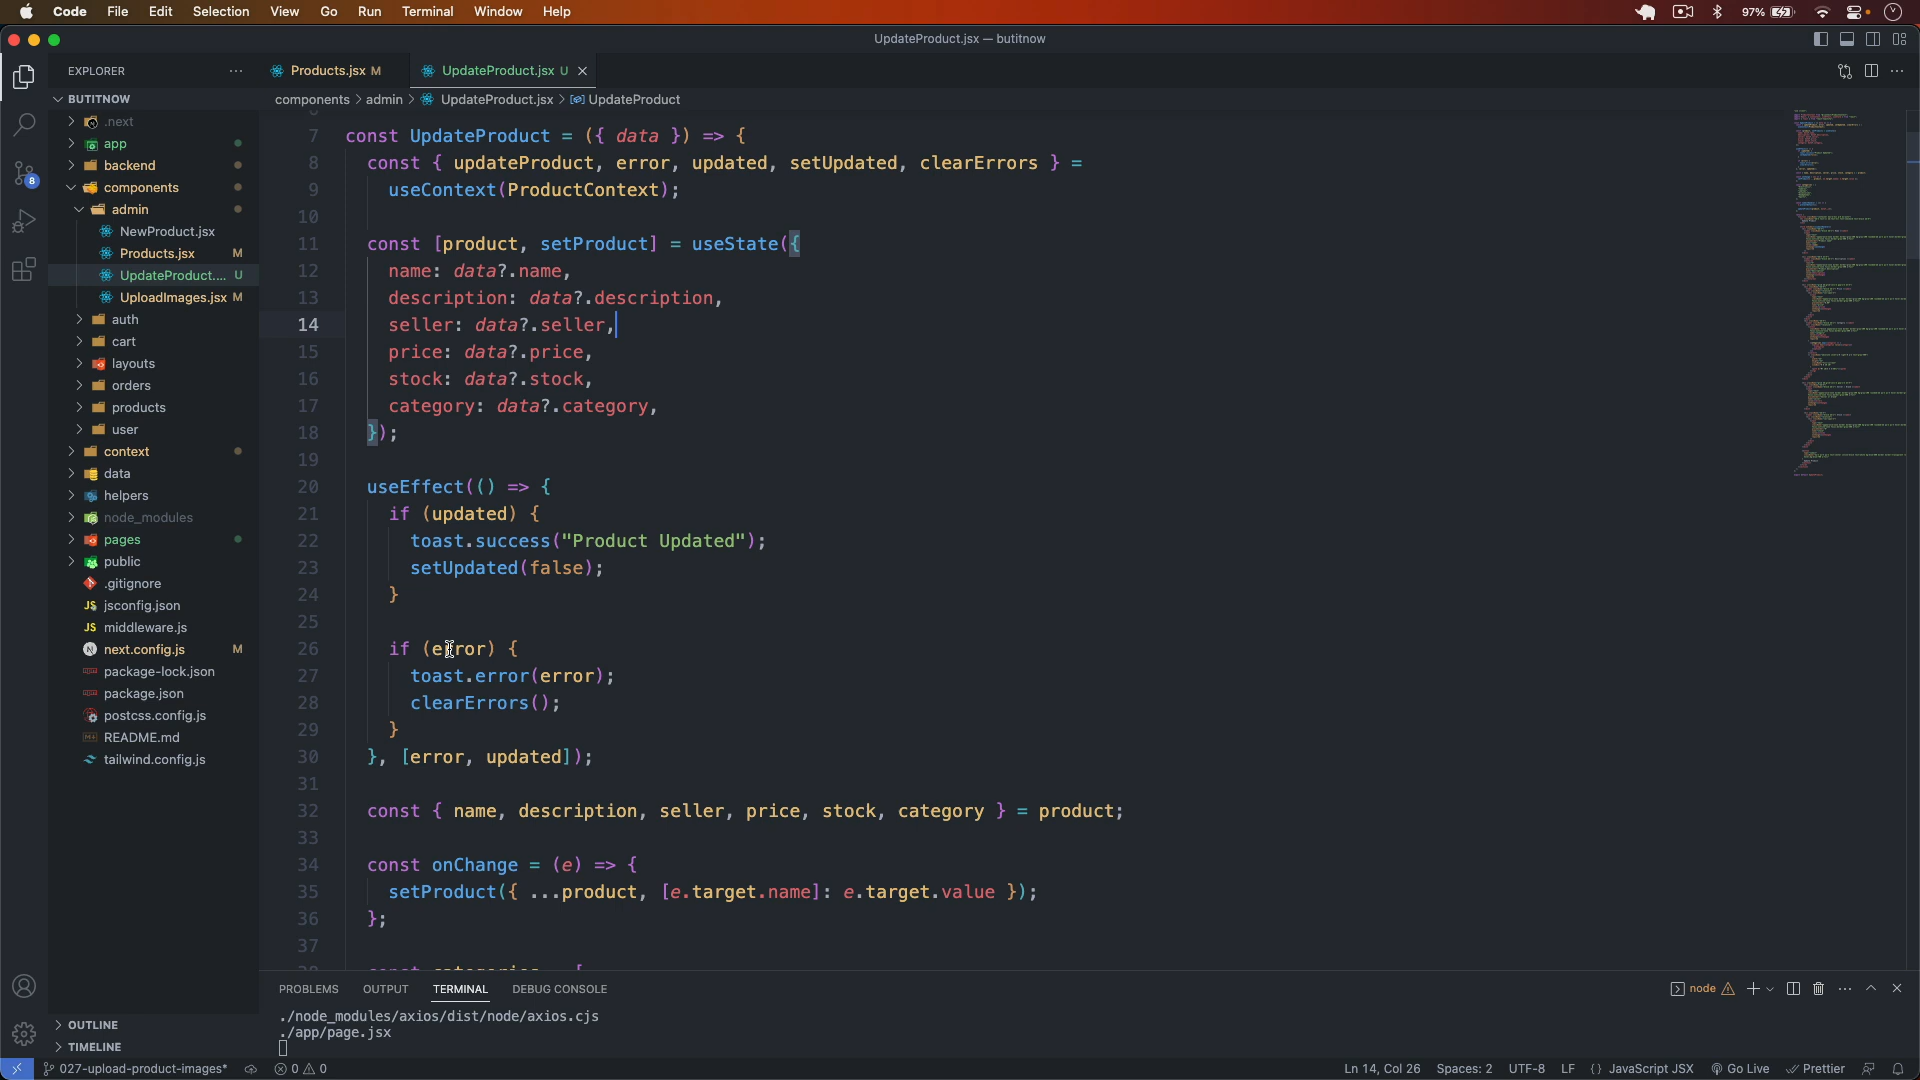 Code File Edit Selection View Go Run Terminal Window Help 97%
UpdateProduct.jsx — butitnow
EXPLORER
Products.jsx M
UpdateProduct.jsx U
BUTITNOW
components > admin > UpdateProduct.jsx > UpdateProduct
.next
app
backend
components
admin
NewProduct.jsx
Products.jsx M
UpdateProduct.... U
UploadImages.jsx M
auth
cart
layouts
orders
products
user
context
data
helpers
node_modules
pages
public
.gitignore
jsconfig.json
middleware.js
next.config.js M
package-lock.json
package.json
postcss.config.js
README.md
tailwind.config.js
OUTLINE
TIMELINE
8
7 const UpdateProduct = ({ data }) => {
8 const { updateProduct, error, updated, setUpdated, clearErrors } =
9 useContext(ProductContext);
10
11 const [product, setProduct] = useState({
12 name: data?.name,
13 description: data?.description,
14 seller: data?.seller,
15 price: data?.price,
16 stock: data?.stock,
17 category: data?.category,
18 });
19
20 useEffect(() => {
21 if (updated) {
22 toast.success("Product Updated");
23 setUpdated(false);
24 }
25
26 if (error) {
27 toast.error(error);
28 clearErrors();
29 }
30 }, [error, updated]);
31
32 const { name, description, seller, price, stock, category } = product;
33
34 const onChange = (e) => {
35 setProduct({ ...product, [e.target.name]: e.target.value });
36 };
37
PROBLEMS OUTPUT TERMINAL DEBUG CONSOLE
node
./node_modules/axios/dist/node/axios.cjs
./app/page.jsx
027-upload-product-images* 0 0 Ln 14, Col 26 Spaces: 2 UTF-8 LF {} JavaScript JSX Go Live Prettier